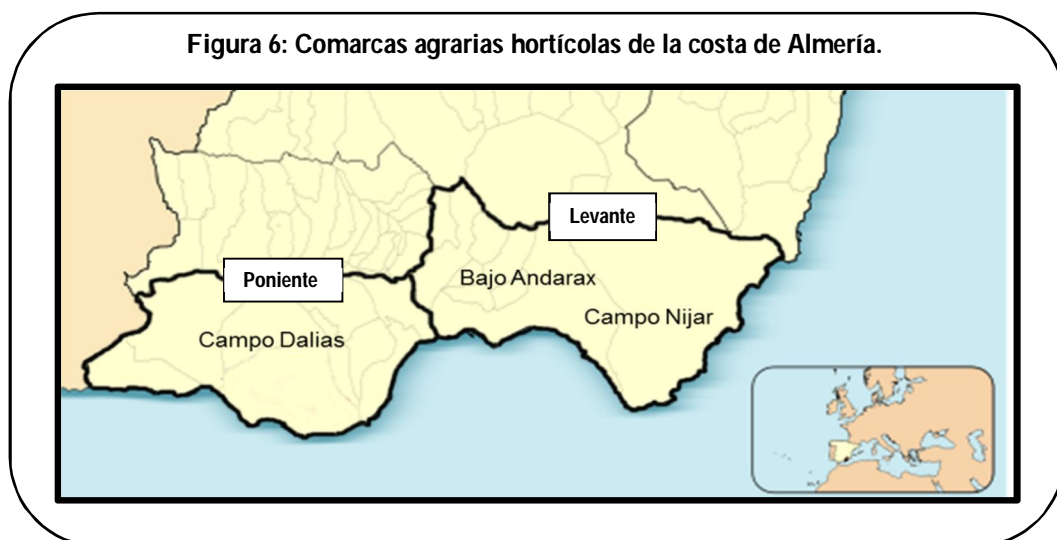 Figura 6: Comarcas agrarias hortícolas de la costa de Almería.
Levante
Poniente
Bajo Andarax
Campo Nijar
Campo Dalias